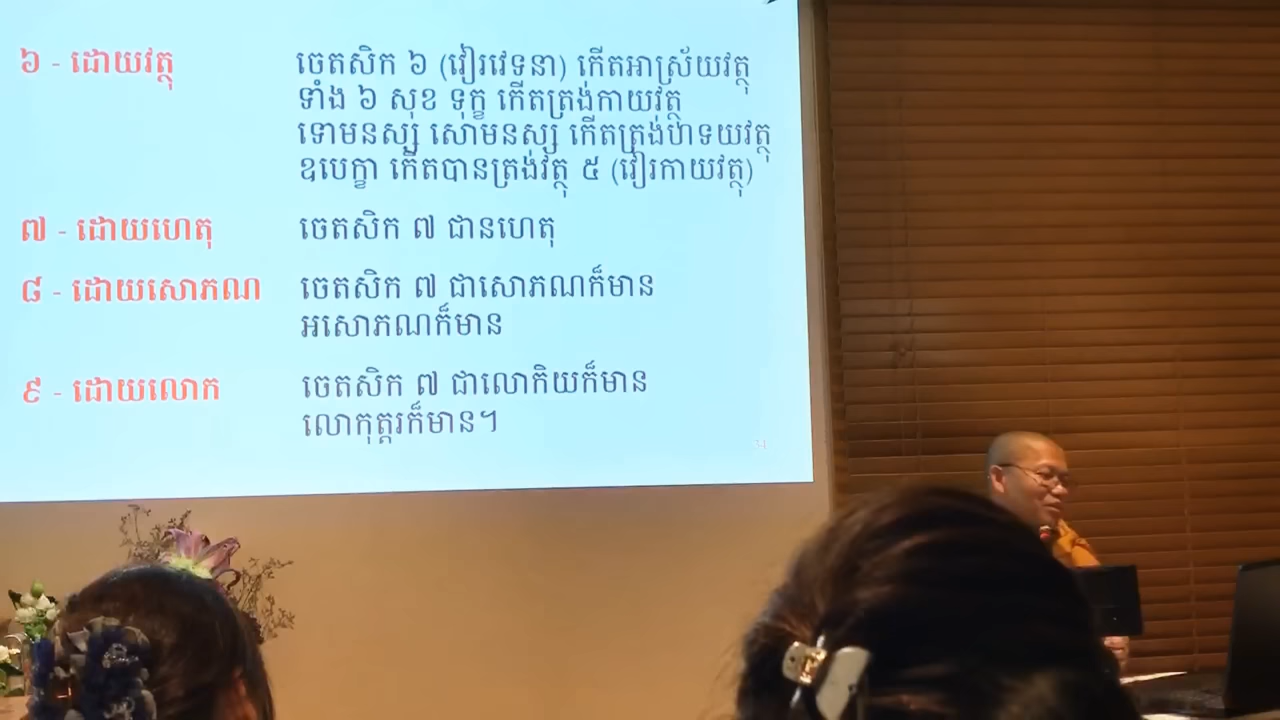 ៦ - ដោយវត្ថុ ចេតសិក ៦ (វៀរវេទនា) កើតអាស្រ័យវត្ថុ
ទាំង ៦ សុខ ទុក្ខ កើតត្រង់កាយវត្ថុ
ទោមនស្ស សោមនស្ស កើតត្រង់ហទយវត្ថុ
ឧបេក្ខា កើតបានត្រង់វត្ថុ ៥ (វៀរកាយវត្ថុ)
៧ - ដោយហេតុ ចេតសិក ៧ ជានហេតុ
៨ - ដោយសោភណ ចេតសិក ៧ ជាសោភណក៏មាន
អសោភណក៏មាន
៩ - ដោយលោក ចេតសិក ៧ ជាលោកិយក៏មាន
លោកុត្តរក៏មាន។